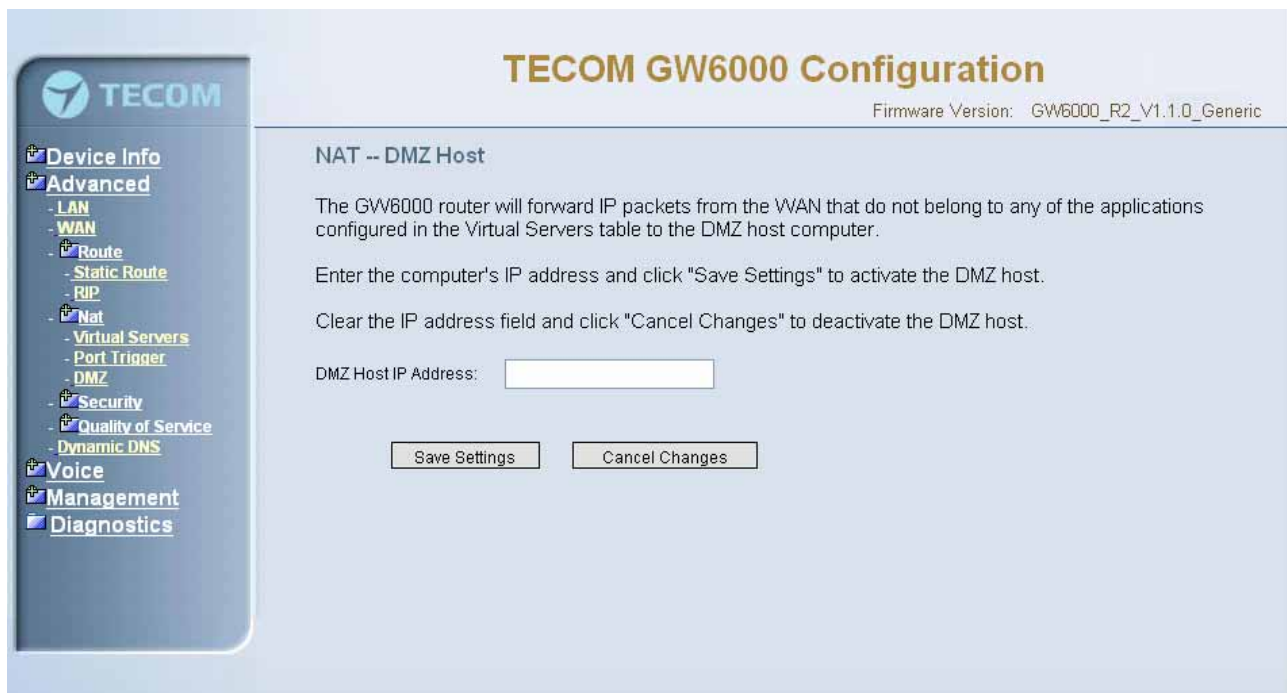 TECOM
TECOM GW6000 Configuration
Firmware Version: GW6000_R2_V1.1.0_Generic
Device Info
Advanced
- LAN
- WAN
- Route
- Static Route
- RIP
- Nat
- Virtual Servers
- Port Trigger
- DMZ
- Security
- Quality of Service
- Dynamic DNS
Voice
Management
Diagnostics
NAT -- DMZ Host
The GW6000 router will forward IP packets from the WAN that do not belong to any of the applications
configured in the Virtual Servers table to the DMZ host computer.
Enter the computer's IP address and click "Save Settings" to activate the DMZ host.
Clear the IP address field and click "Cancel Changes" to deactivate the DMZ host.
DMZ Host IP Address:
Save Settings Cancel Changes